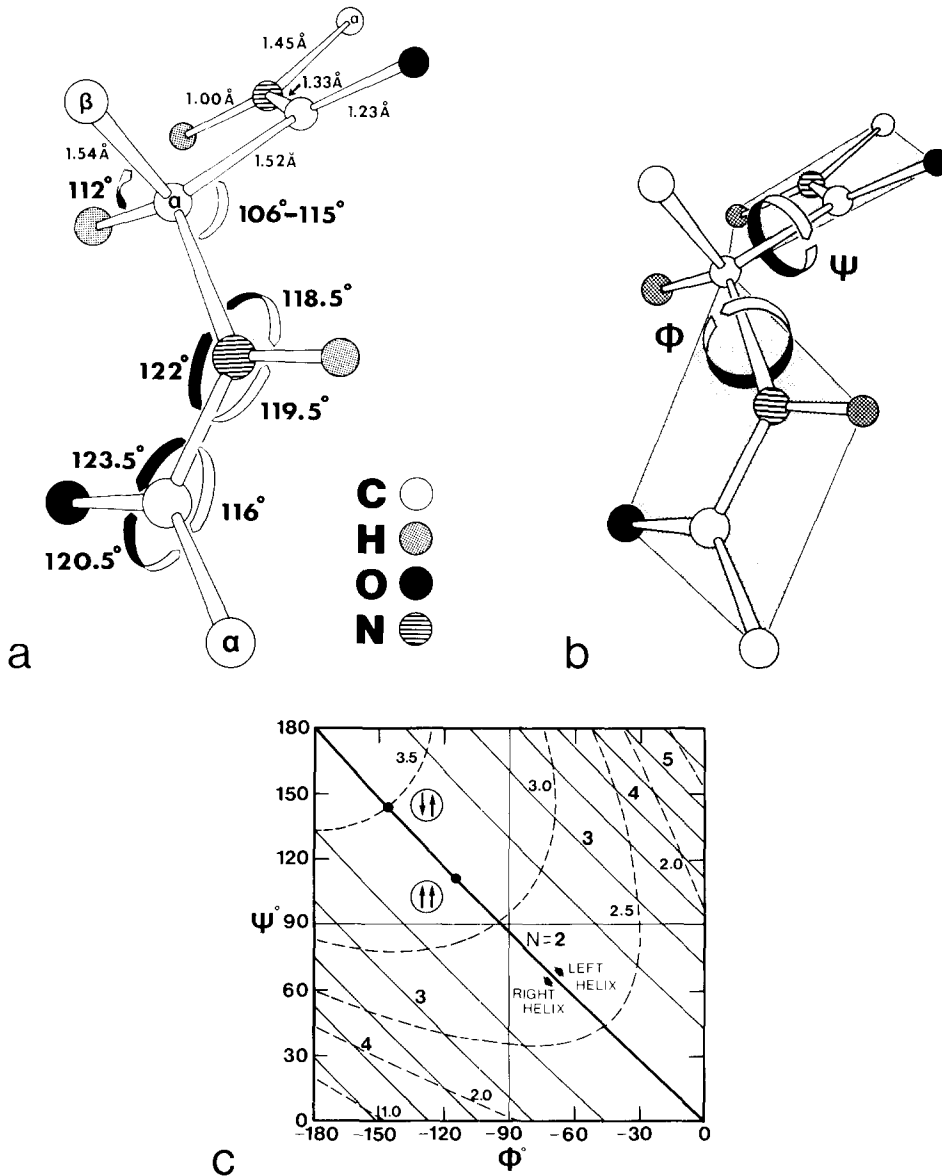 α
1.45Å
1.33Å
β
1.00Å
1.23Å
1.54Å
1.52Å
112°
α
106°–115°
118.5°
122°
119.5°
123.5°
116°
120.5°
α
C
H
O
N
a
Ψ
Φ
b
180
150
120
90
60
30
0
Ψ°
3.5
3.0
5
4
3
2.0
2.5
↓↑
↑↑
N=2
LEFT
HELIX
RIGHT
HELIX
3
4
2.0
1.0
-180
-150
-120
-90
-60
-30
0
Φ°
c